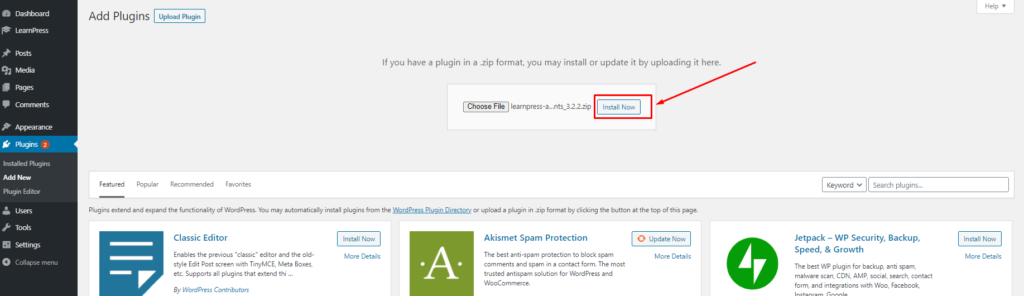 Dashboard
LearnPress
Posts
Media
Pages
Comments
Appearance
Plugins 2
Installed Plugins
Add New
Plugin Editor
Users
Tools
Settings
Collapse menu
Help
Add Plugins Upload Plugin
If you have a plugin in a .zip format, you may install or update it by uploading it here.
Choose File learnpress-a...nts_3.2.2.zip Install Now
Featured Popular Recommended Favorites Keyword Search plugins...
Plugins extend and expand the functionality of WordPress. You may automatically install plugins from the WordPress Plugin Directory or upload a plugin in .zip format by clicking the button at the top of this page.
Classic Editor
Install Now
More Details
Enables the previous "classic" editor and the old-
style Edit Post screen with TinyMCE, Meta Boxes,
etc. Supports all plugins that extend thi ...
By WordPress Contributors
·A·
Akismet Spam Protection
Update Now
More Details
The best anti-spam protection to block spam
comments and spam in a contact form. The most
trusted antispam solution for WordPress and
WooCommerce.
Jetpack – WP Security, Backup,
Speed, & Growth
Install Now
More Details
The best WP plugin for backup, anti spam,
malware scan, CDN, AMP, social, search, contact
form, and integrations with Woo, Facebook,
Instagram, Google